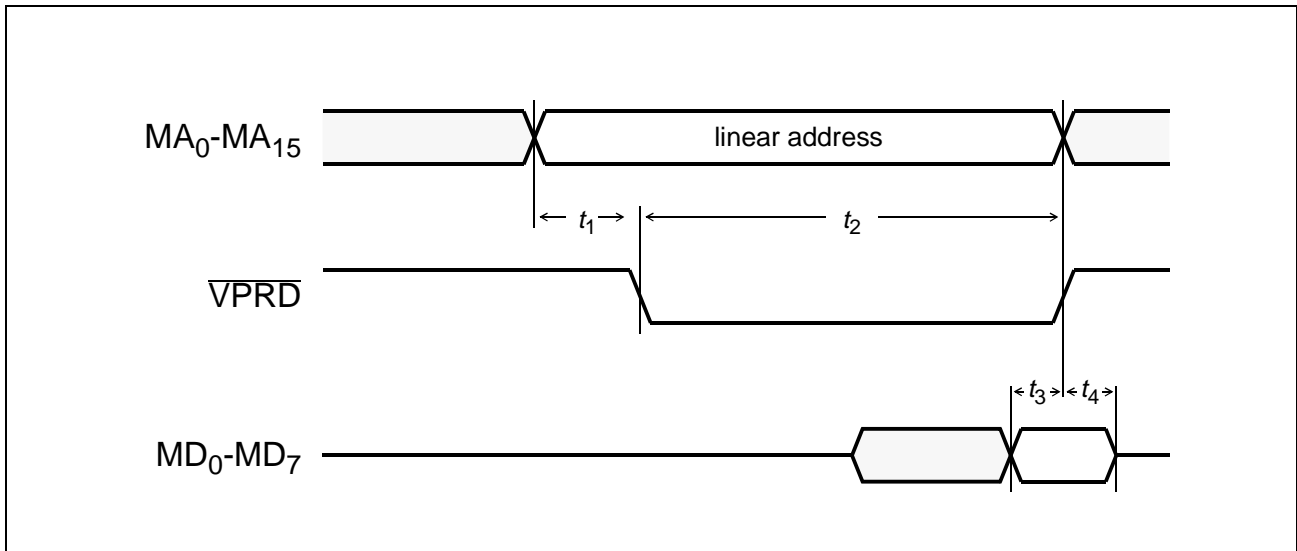 MA0-MA15
linear address
t1
t2
VPRD
t3
t4
MD0-MD7